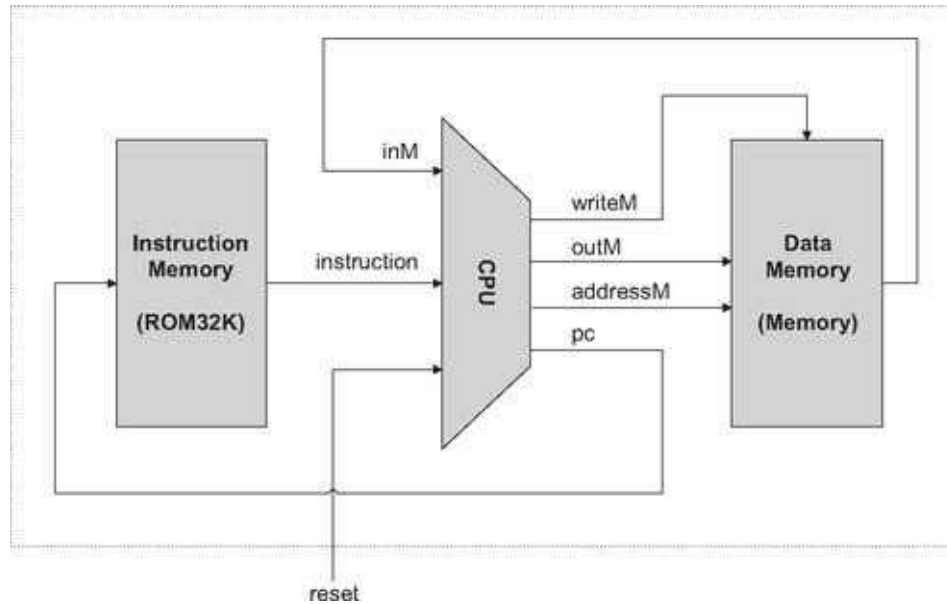 inM
writeM
Instruction
Memory
(ROM32K)
instruction
CPU
outM
addressM
pc
Data
Memory
(Memory)
reset